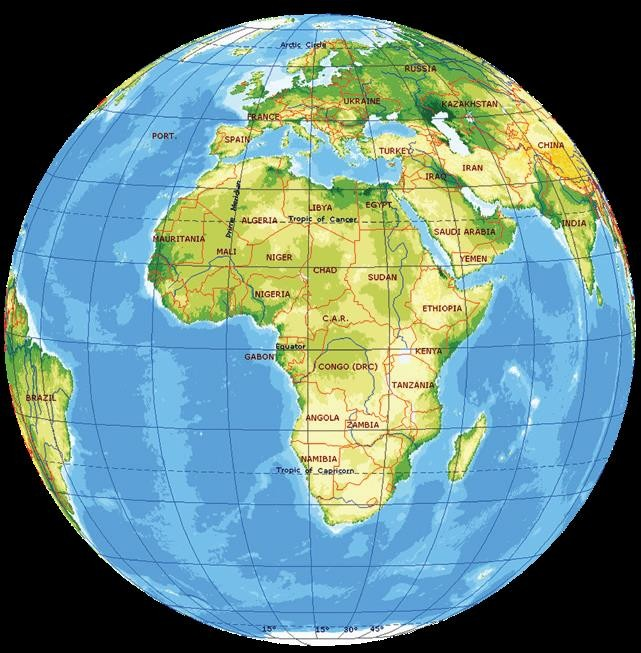 Arctic Circle
RUSSIA
UKRAINE
KAZAKHSTAN
FRANCE
PORT.
SPAIN
TURKEY
CHINA
IRAQ
IRAN
Prime Meridian
LIBYA
EGYPT
ALGERIA
Tropic of Cancer
INDIA
SAUDI ARABIA
MAURITANIA
MALI
NIGER
YEMEN
CHAD
SUDAN
NIGERIA
ETHIOPIA
C.A.R.
Equator
GABON
KENYA
CONGO (DRC)
TANZANIA
BRAZIL
ANGOLA
ZAMBIA
NAMIBIA
Tropic of Capricorn
15° 15° 30° 45°